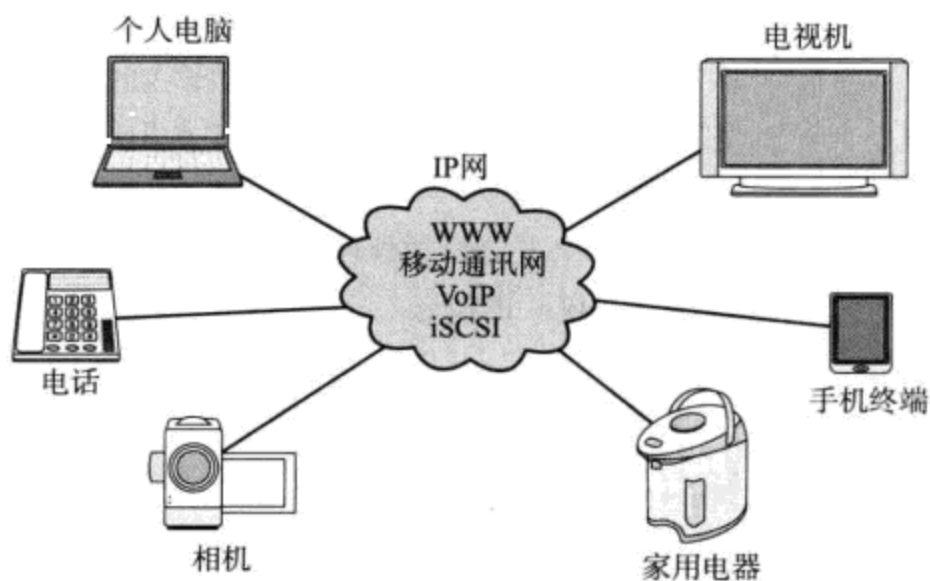 个人电脑
电视机
IP网
WWW
移动通讯网
VoIP
iSCSI
电话
手机终端
相机
家用电器